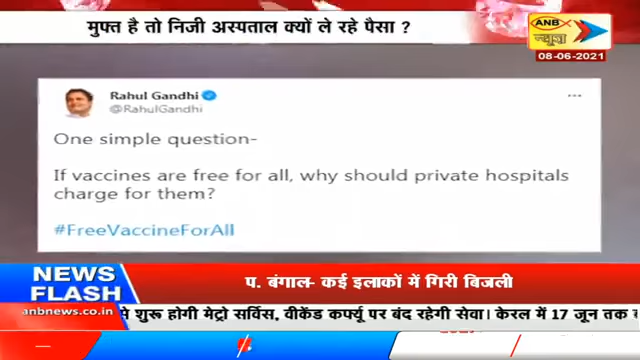 मुफ्त है तो निजी अस्पताल क्यों ले रहे पैसा ?
ANB
न्यूज़
08-06-2021
Rahul Gandhi
@RahulGandhi
One simple question-
If vaccines are free for all, why should private hospitals
charge for them?
#FreeVaccineForAll
NEWS
FLASH
प. बंगाल- कई इलाकों में गिरी बिजली
anbnews.co.in
से शुरू होगी मेट्रो सर्विस, वीकेंड कर्फ्यू पर बंद रहेगी सेवा। केरल में 17 जून तक